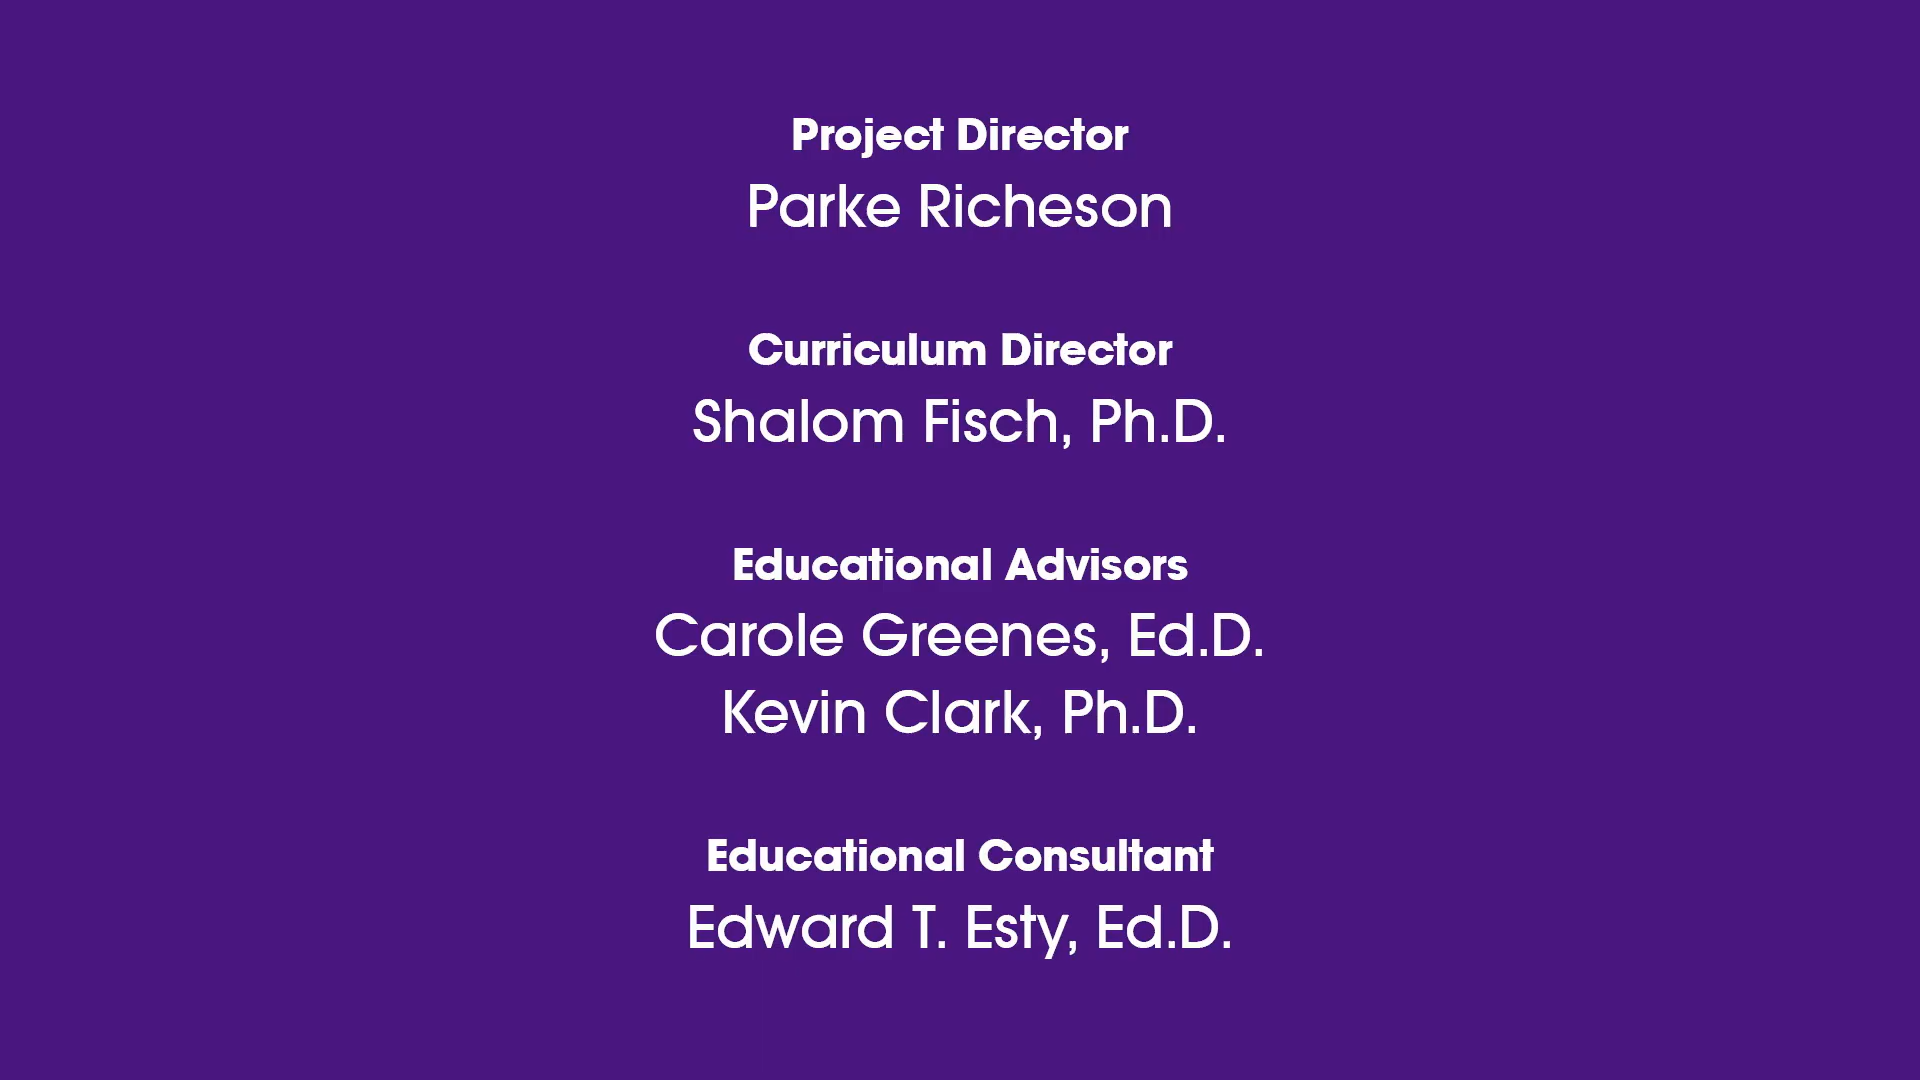 Project Director
Parke Richeson
Curriculum Director
Shalom Fisch, Ph.D.
Educational Advisors
Carole Greenes, Ed.D.
Kevin Clark, Ph.D.
Educational Consultant
Edward T. Esty, Ed.D.